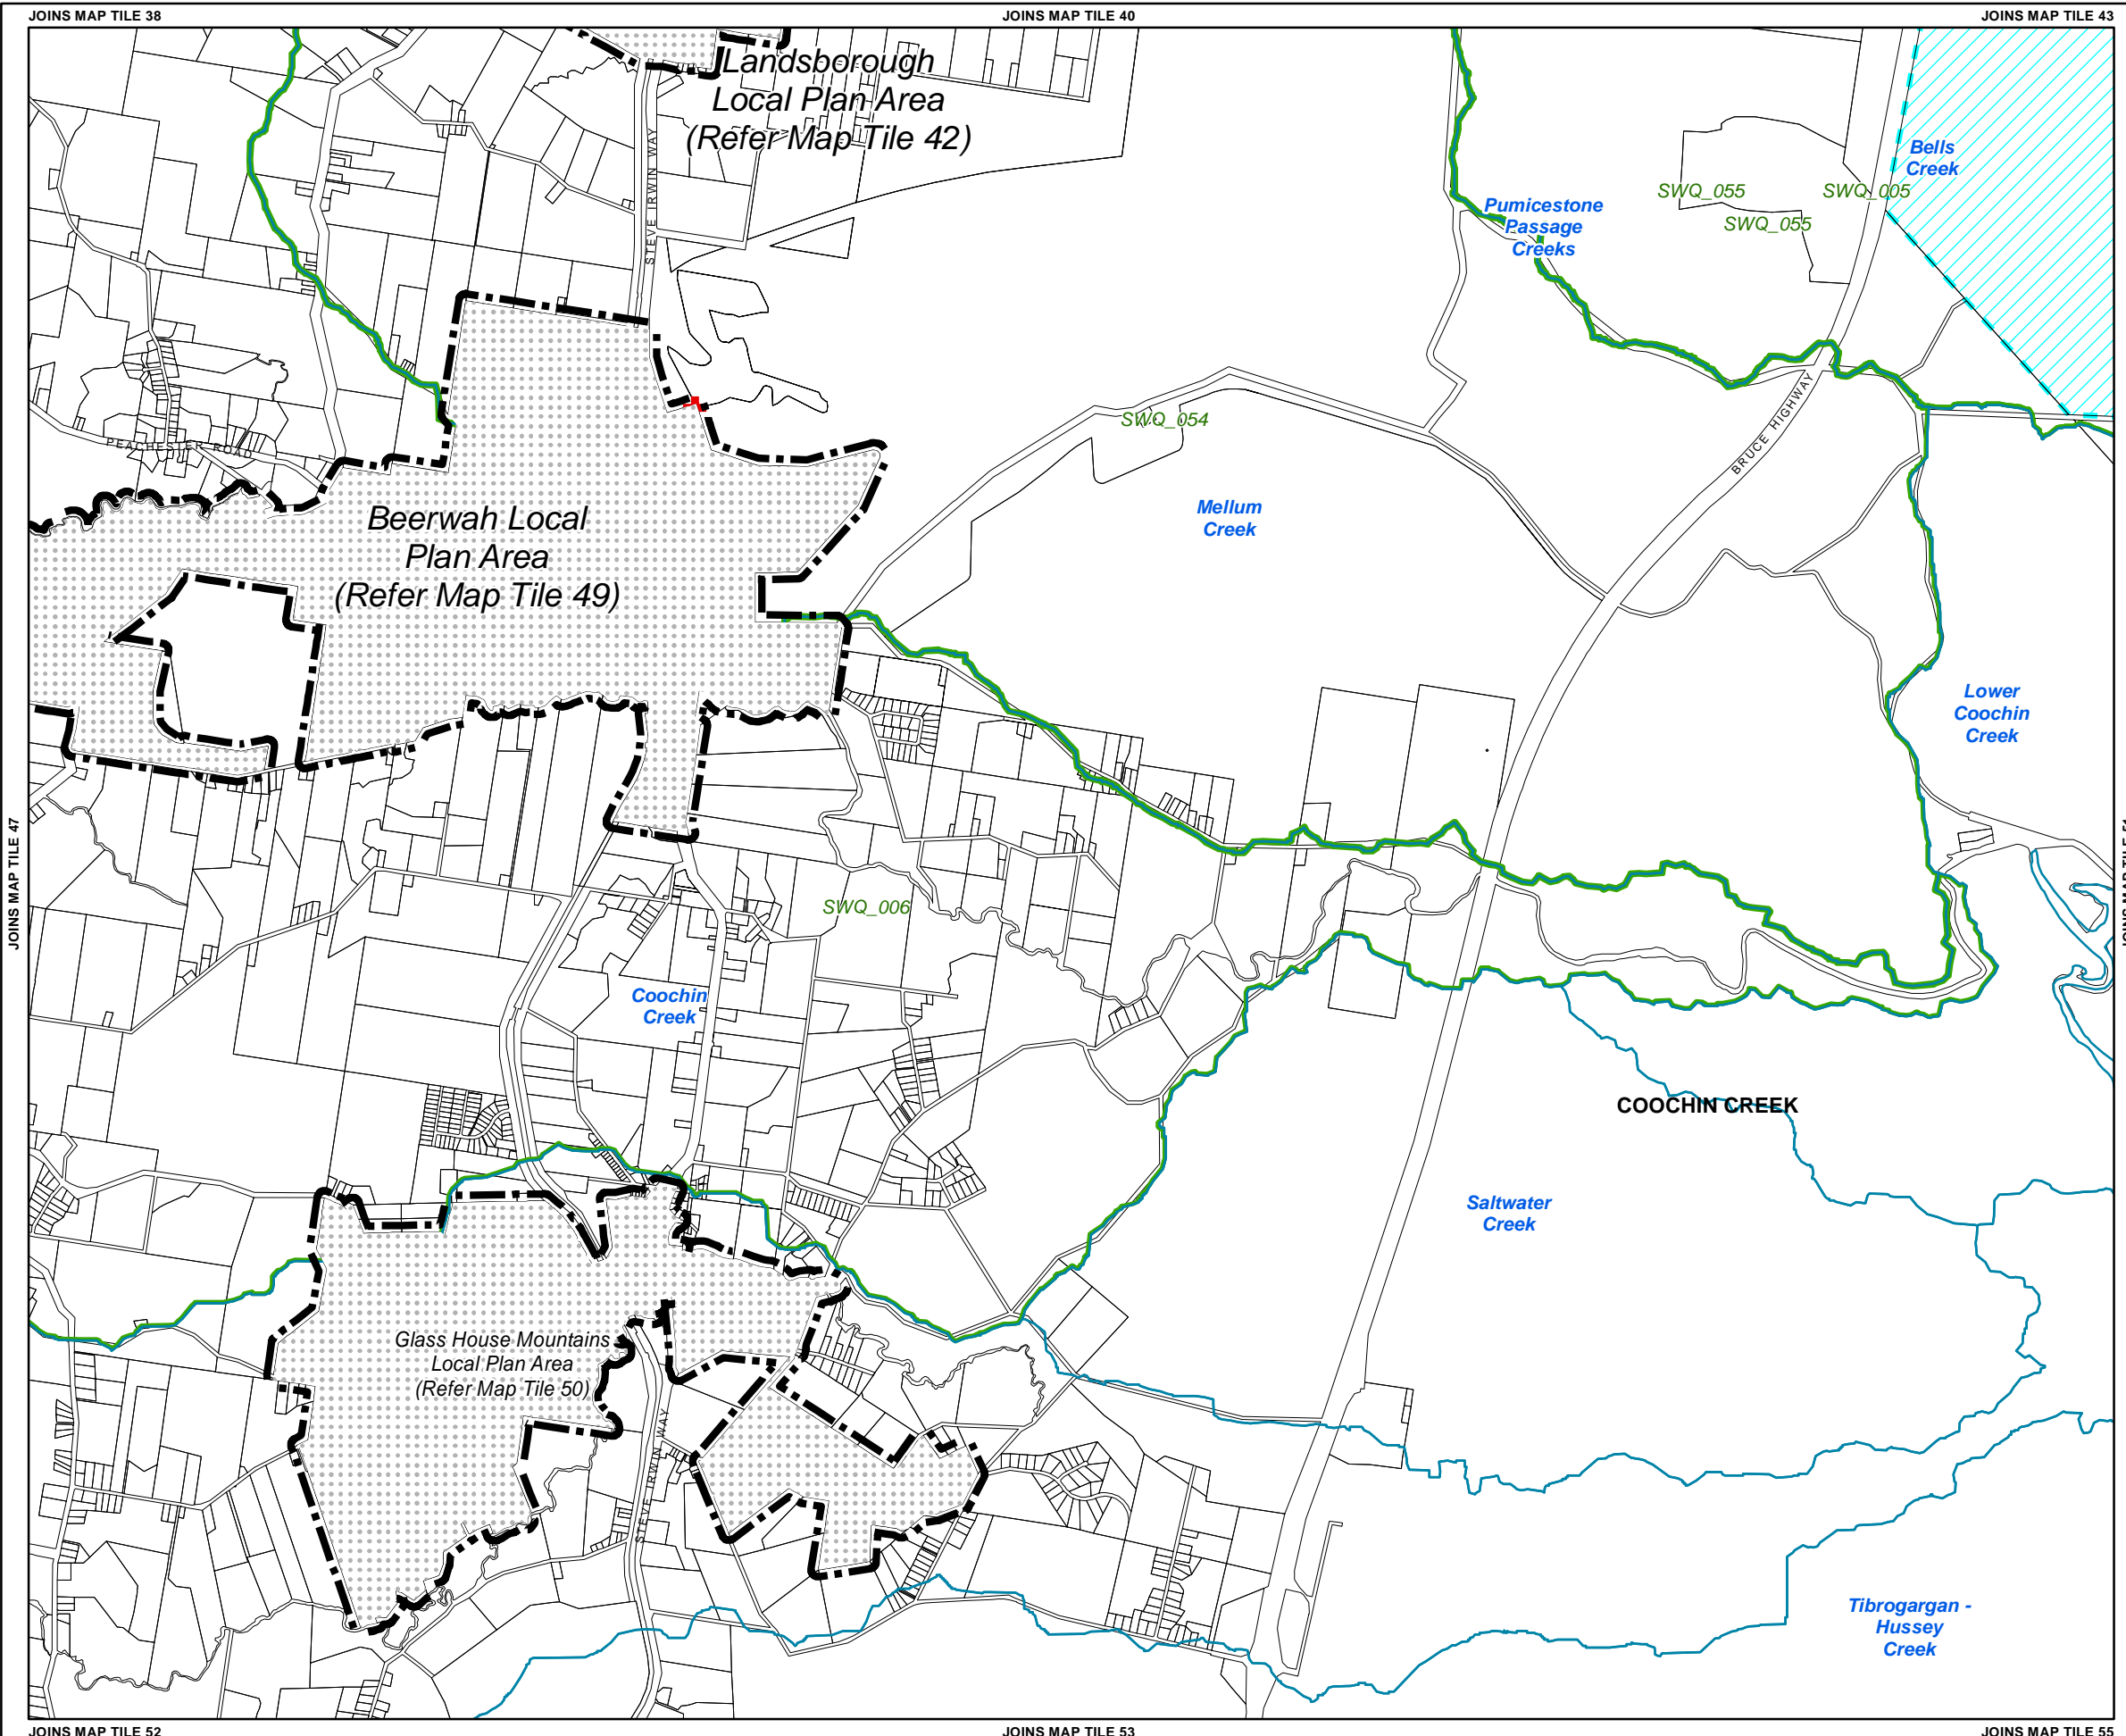 JOINS MAP TILE 38
JOINS MAP TILE 40
JOINS MAP TILE 43
Landsborough
Local Plan Area
(Refer Map Tile 42)
STEVE IRWIN WAY
Bells
Creek
SWQ_055
SWQ_005
SWQ_055
Pumicestone
Passage
Creeks
SWQ_054
BRUCE HIGHWAY
PEACHESTER ROAD
Beerwah Local
Plan Area
(Refer Map Tile 49)
Mellum
Creek
Lower
Coochin
Creek
JOINS MAP TILE 47
JOINS MAP TILE 51
SWQ_006
Coochin
Creek
COOCHIN CREEK
Saltwater
Creek
Glass House Mountains
Local Plan Area
(Refer Map Tile 50)
STEVE IRWIN WAY
Tibrogargan -
Hussey
Creek
JOINS MAP TILE 52
JOINS MAP TILE 53
JOINS MAP TILE 55